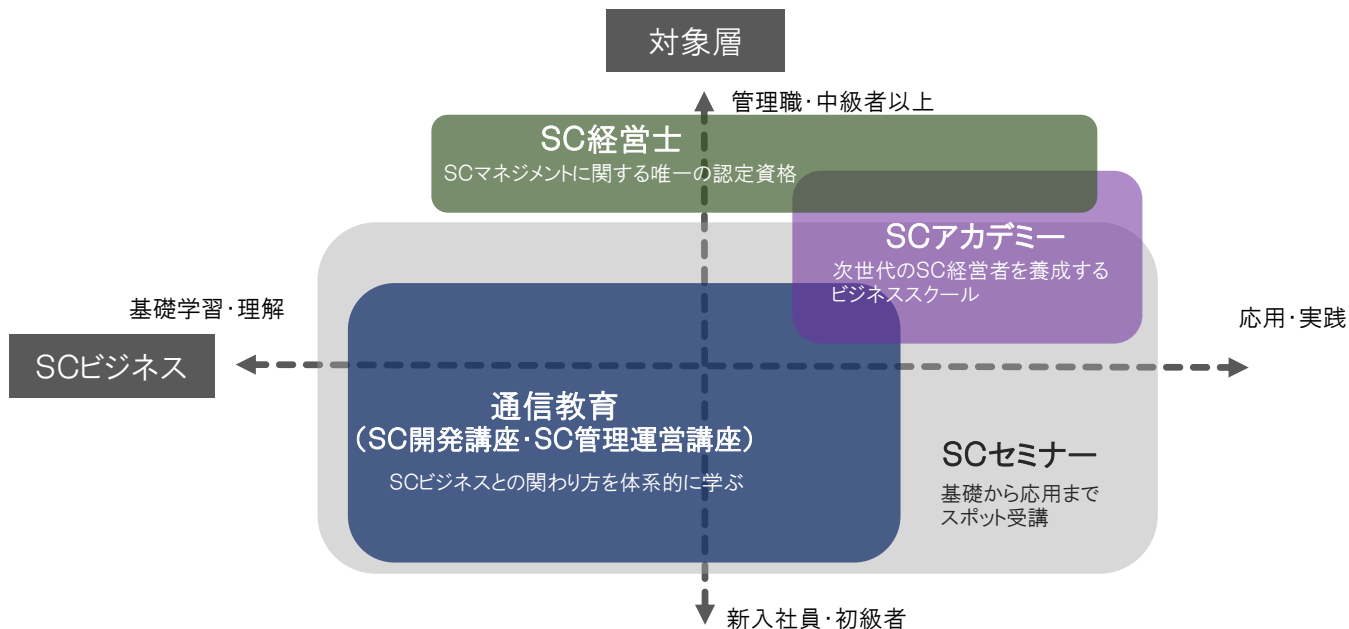 対象層
管理職・中級者以上
SC経営士
SCマネジメントに関する唯一の認定資格
SCアカデミー
次世代のSC経営者を養成する
ビジネススクール
基礎学習・理解
応用・実践
SCビジネス
通信教育
（SC開発講座・SC管理運営講座）
SCビジネスとの関わり方を体系的に学ぶ
SCセミナー
基礎から応用まで
スポット受講
新入社員・初級者